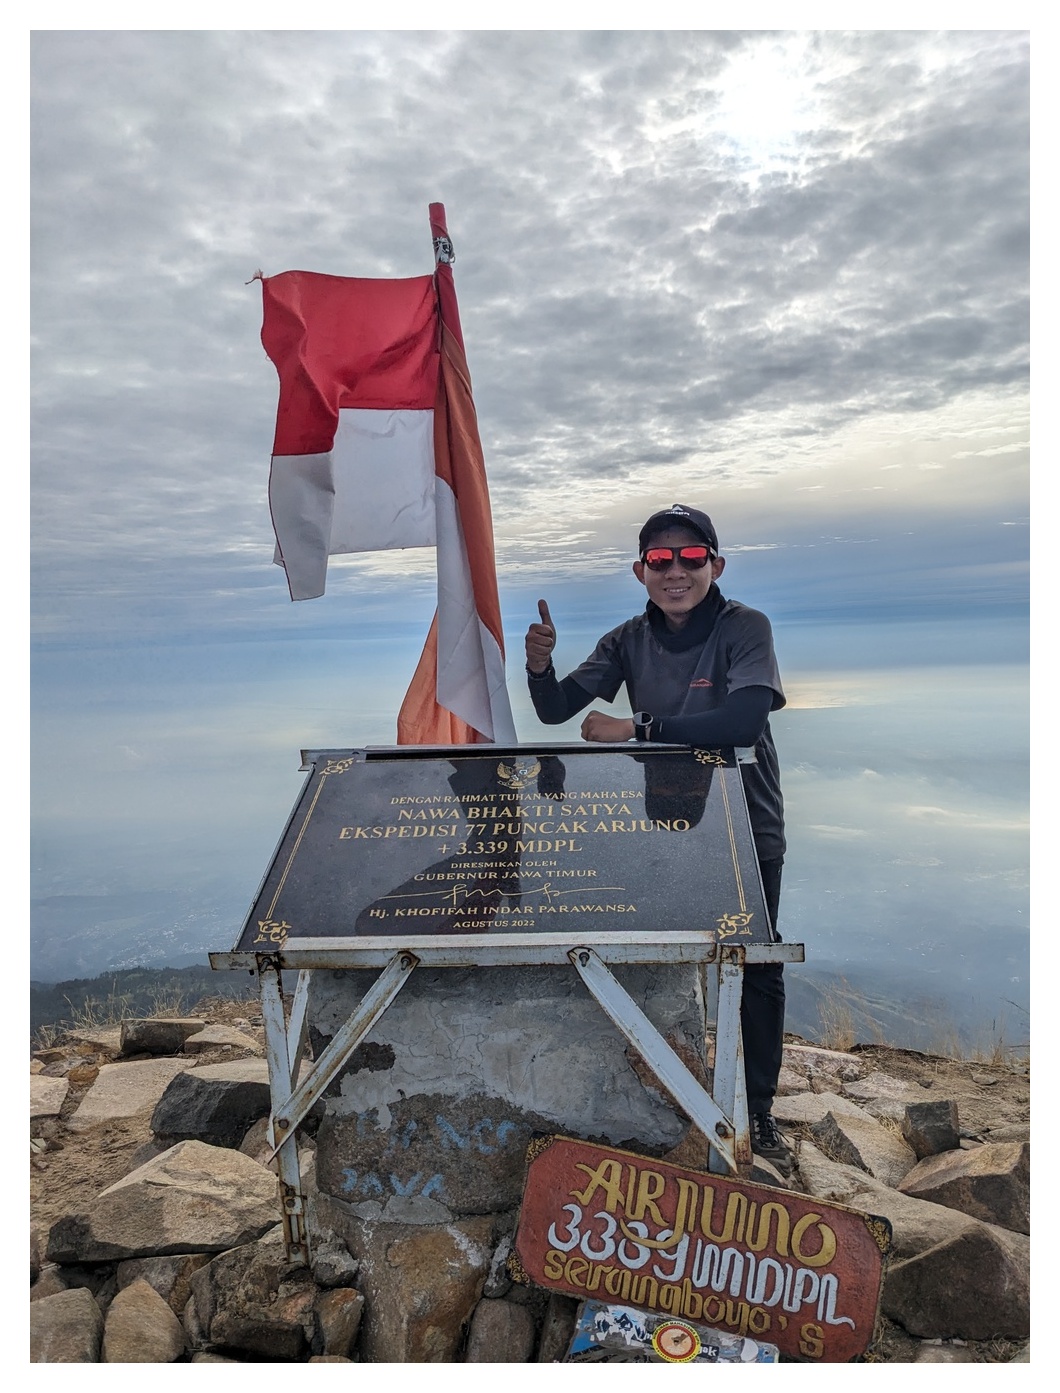 DENGAN RAHMAT TUHAN YANG MAHA ESA
NAWA BHAKTI SATYA
EKSPEDISI 77 PUNCAK ARJUNO
+ 3.339 MDPL
DIRESMIKAN OLEH
GUBERNUR JAWA TIMUR
Hj. KHOFIFAH INDAR PARAWANSA
AGUSTUS 2022
ARJUNO
3339 MDPL